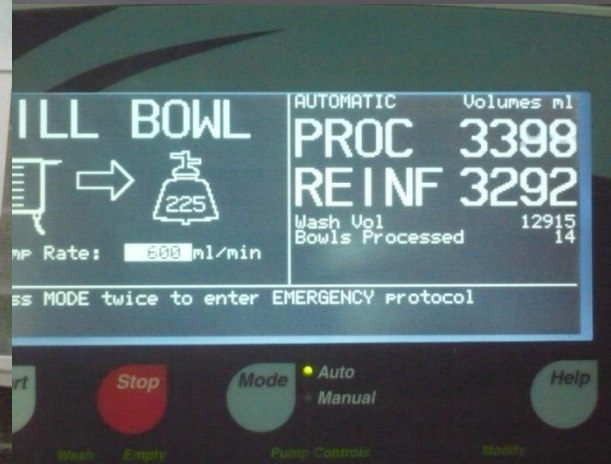 ILL BOWL
225
mp Rate: 600 ml/min
ss MODE twice to enter EMERGENCY protocol
AUTOMATIC Volumes ml
PROC 3398
REINF 3292
Wash Vol 12915
Bowls Processed 14
rt
Stop
Mode
Auto
Manual
Help
Wash
Empty
Pump Controls
Modify